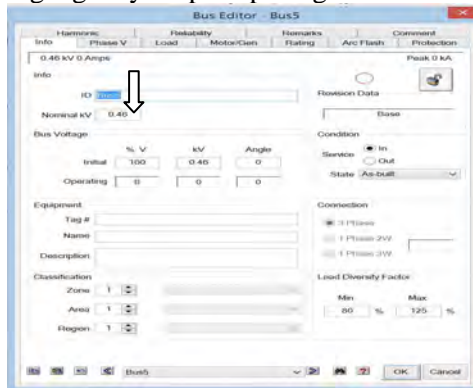 Bus Editor - Bus5
Harmonic Reliability Remarks Comment
Info Phase V Load Motor/Gen Rating Arc Flash Protection
0.46 kV 0 Amps Peak 0 kA
Info
Revision Data
ID Bus5
Nominal kV 0.46
Base
Bus Voltage
Condition
% V kV Angle
Service In
Initial 100 0.46 0
Out
Operating 0 0 0
State As-built
Equipment
Connection
Tag #
3 Phase
Name
1 Phase 2W
Description
1 Phase 3W
Classification
Load Diversity Factor
Zone 1
Min Max
Area 1
80 % 125 %
Region 1
Bus5
OK Cancel